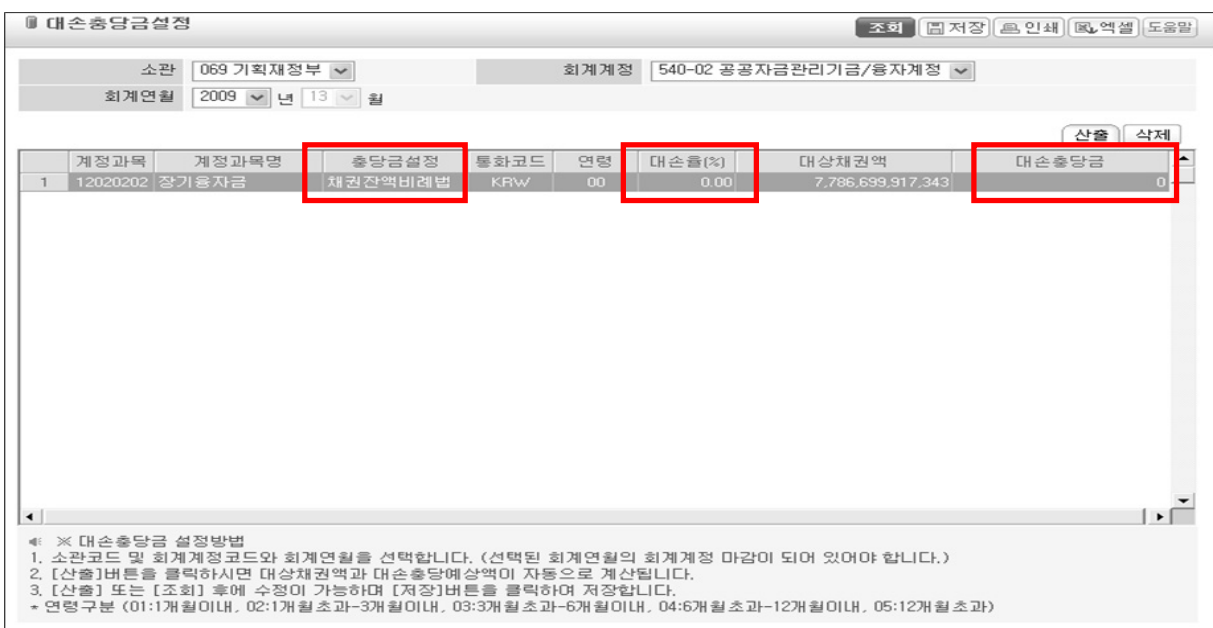 대손충당금설정
조회 저장 인쇄 엑셀 도움말
소관 069 기획재정부 회계계정 540-02 공공자금관리기금/융자계정
회계연월 2009 년 13 월
산출 삭제
계정과목 계정과목명 충당금설정 통화코드 연령 대손율(%) 대상채권액 대손충당금
1 12020202 장기융자금 채권잔액비례법 KRW 00 0.00 7,786,699,917,343 0
※ 대손충당금 설정방법
1. 소관코드 및 회계계정코드와 회계연월을 선택합니다. (선택된 회계연월의 회계계정 마감이 되어 있어야 합니다.)
2. [산출]버튼을 클릭하시면 대상채권액과 대손충당예상액이 자동으로 계산됩니다.
3. [산출] 또는 [조회] 후에 수정이 가능하며 [저장]버튼을 클릭하여 저장합니다.
* 연령구분 (01:1개월이내, 02:1개월초과-3개월이내, 03:3개월초과-6개월이내, 04:6개월초과-12개월이내, 05:12개월초과)